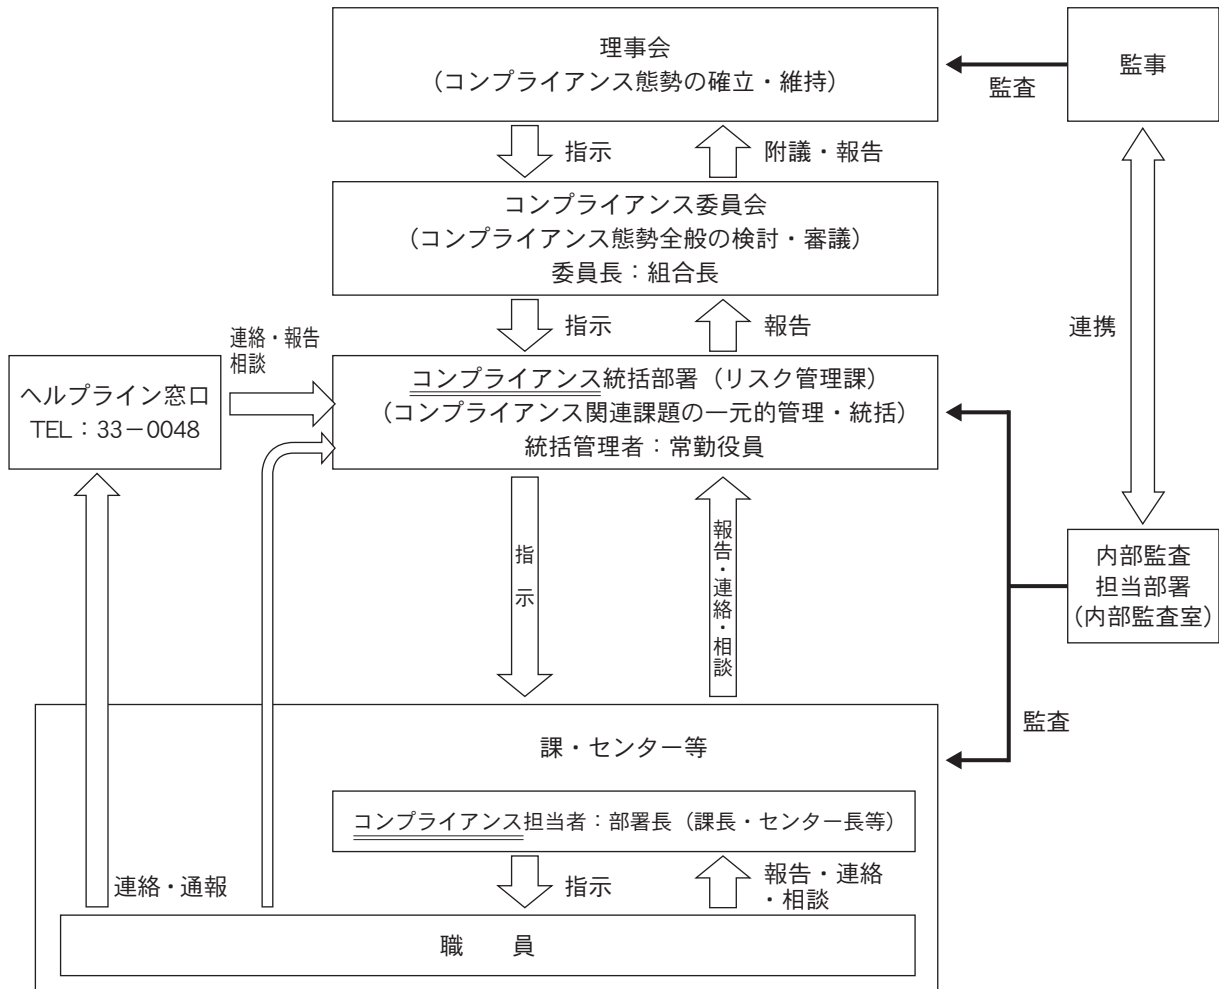 理事会
（コンプライアンス態勢の確立・維持）
監査
監事
指示
附議・報告
コンプライアンス委員会
（コンプライアンス態勢全般の検討・審議）
委員長：組合長
指示
報告
連携
連絡・報告
相談
ヘルプライン窓口
TEL：33－0048
コンプライアンス統括部署（リスク管理課）
（コンプライアンス関連課題の一元的管理・統括）
統括管理者：常勤役員
指示
報告・連絡・相談
内部監査
担当部署
（内部監査室）
監査
課・センター等
コンプライアンス担当者：部署長（課長・センター長等）
連絡・通報
指示
報告・連絡
・相談
職　　員